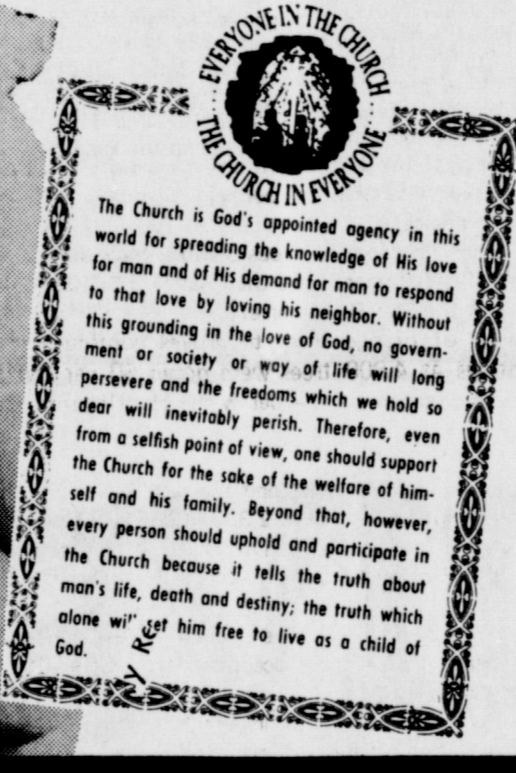 EVERYONE IN THE CHURCH
THE CHURCH IN EVERYONE
The Church is God's appointed agency in this
world for spreading the knowledge of His love
for man and of His demand for man to respond
to that love by loving his neighbor. Without
this grounding in the love of God, no govern-
ment or society or way of life will long
persevere and the freedoms which we hold so
dear will inevitably perish. Therefore, even
from a selfish point of view, one should support
the Church for the sake of the welfare of him-
self and his family. Beyond that, however,
every person should uphold and participate in
the Church because it tells the truth about
man's life, death and destiny; the truth which
alone will set him free to live as a child of
God.